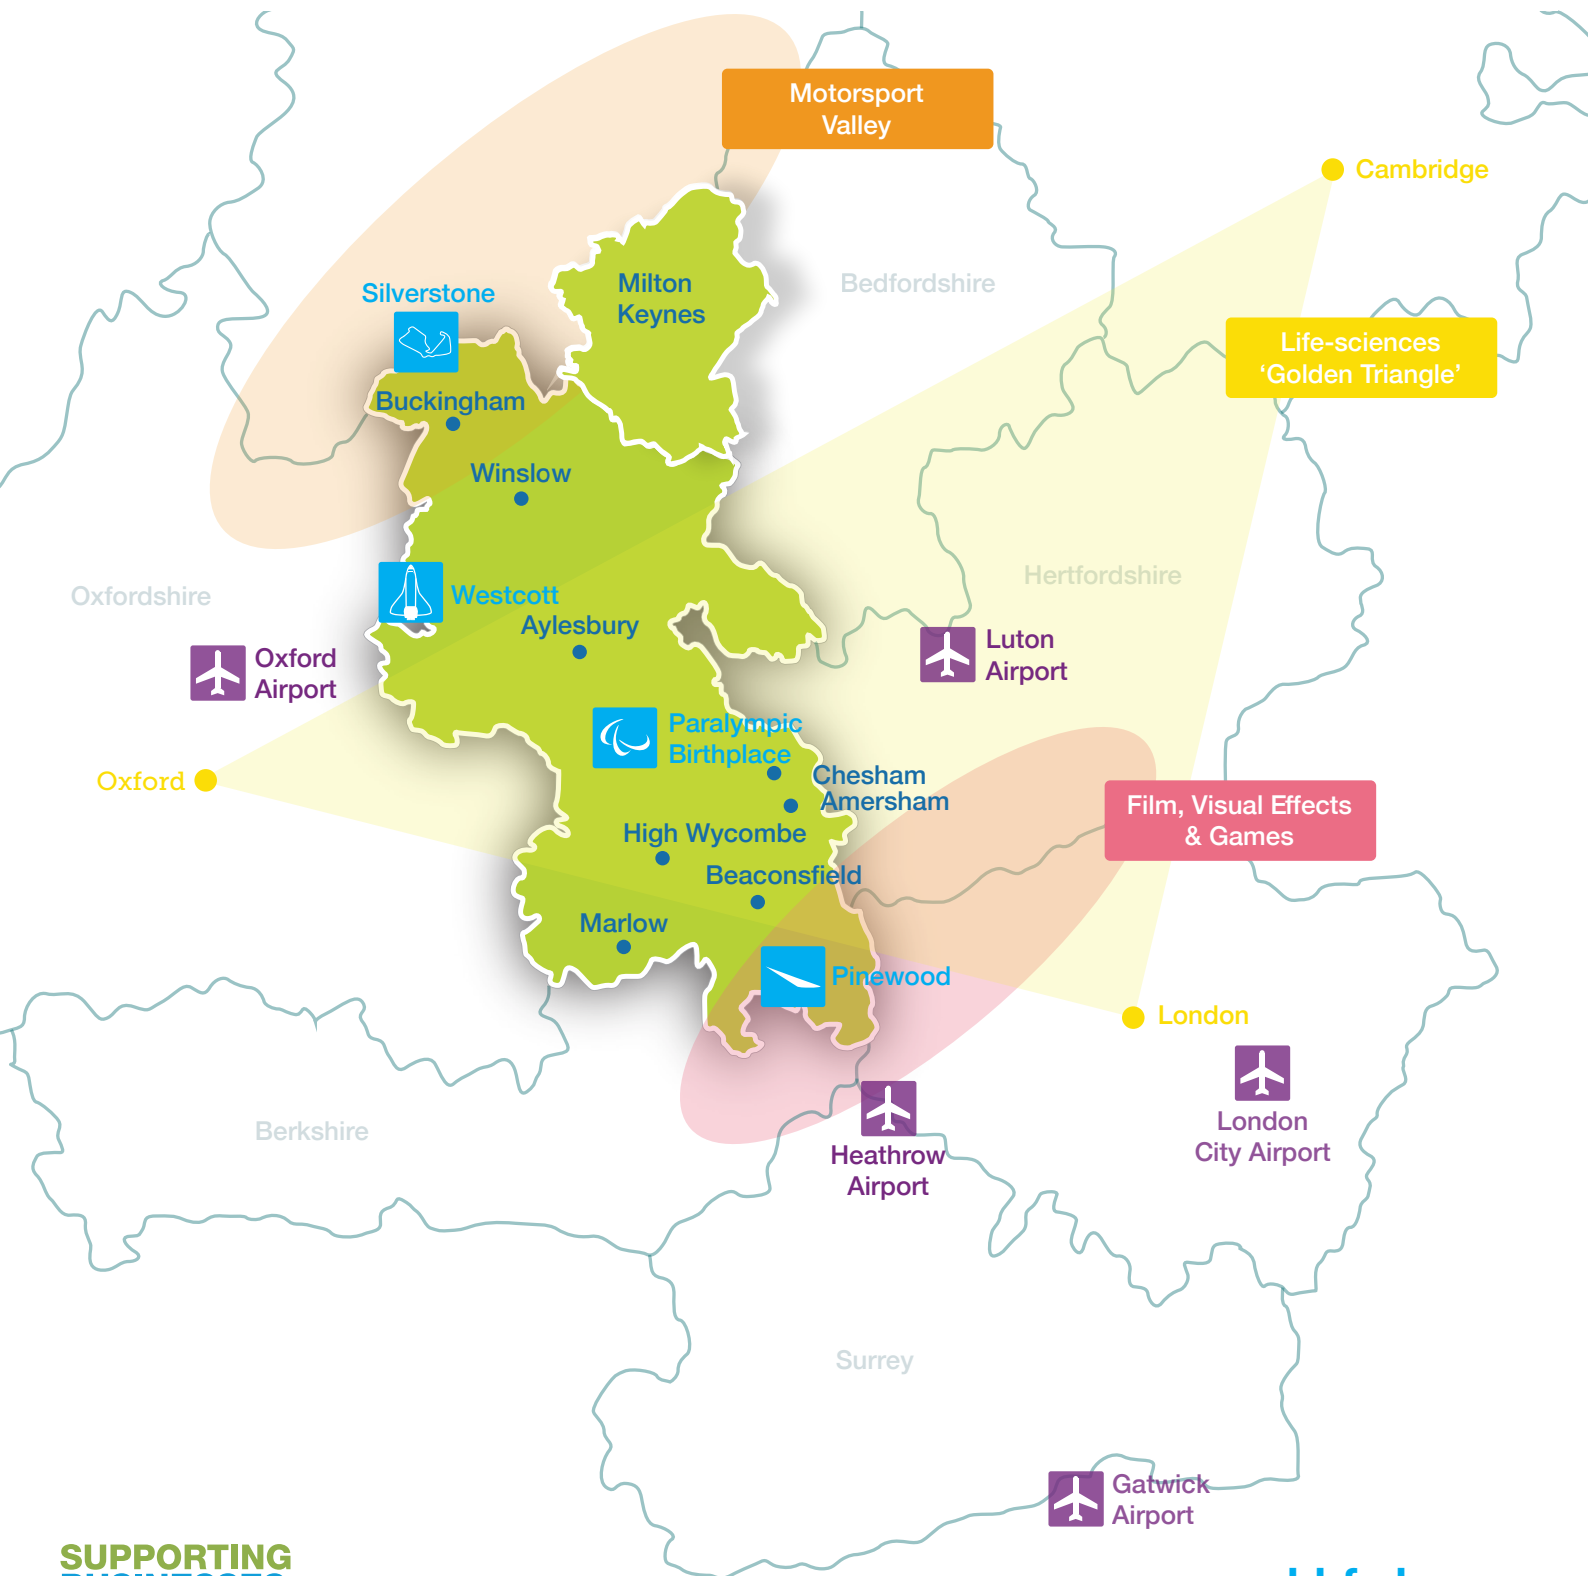 Motorsport
Valley
Cambridge
Silverstone
Milton
Keynes
Bedfordshire
Life-sciences
‘Golden Triangle’
Buckingham
Winslow
Oxfordshire
Westcott
Hertfordshire
Aylesbury
Oxford
Airport
Luton
Airport
Paralympic
Birthplace
Oxford
Chesham
Amersham
Film, Visual Effects
& Games
High Wycombe
Beaconsfield
Marlow
Pinewood
London
Berkshire
London
City Airport
Heathrow
Airport
Surrey
Gatwick
Airport
SUPPORTING